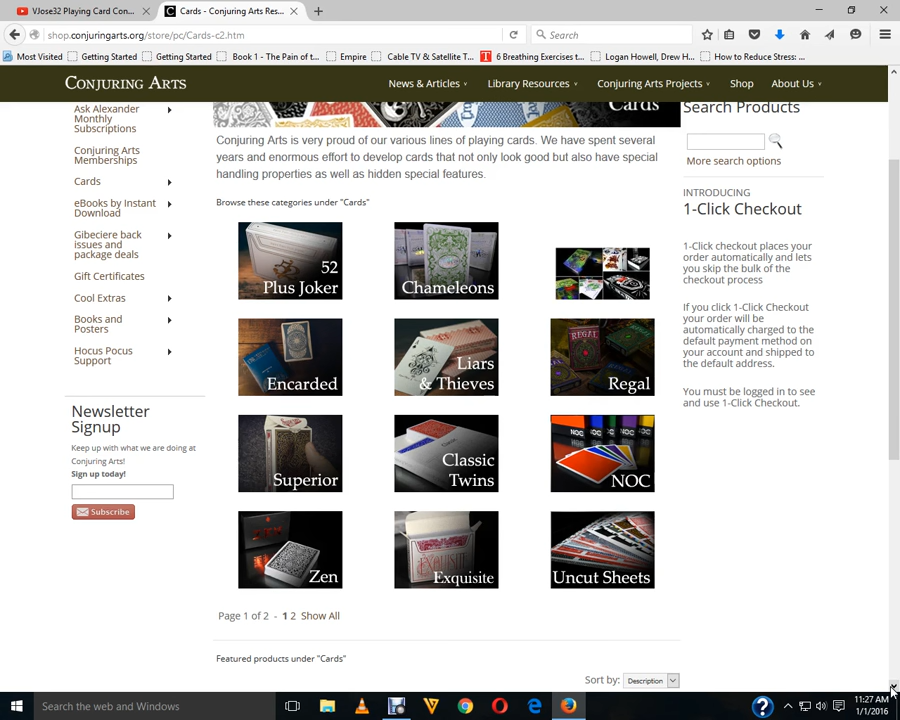 VJose32 Playing Card Con...
Cards - Conjuring Arts Res...
shop.conjuringarts.org/store/pc/Cards-c2.htm
Search
Most Visited
Getting Started
Getting Started
Book 1 - The Pain of t...
Empire
Cable TV & Satellite T...
6 Breathing Exercises t...
Logan Howell, Drew H...
How to Reduce Stress: ...
CONJURING ARTS
News & Articles
Library Resources
Conjuring Arts Projects
Shop
About Us
Ask Alexander
Monthly
Subscriptions
Conjuring Arts
Memberships
Cards
eBooks by Instant
Download
Gibeciere back
issues and
package deals
Gift Certificates
Cool Extras
Books and
Posters
Hocus Pocus
Support
Newsletter
Signup
Keep up with what we are doing at
Conjuring Arts!
Sign up today!
Subscribe
Cards
Conjuring Arts is very proud of our various lines of playing cards. We have spent several
years and enormous effort to develop cards that not only look good but also have special
handling properties as well as hidden special features.
Browse these categories under "Cards"
52
Plus Joker
Chameleons
Encarded
Liars
& Thieves
REGAL
Regal
Superior
Classic
Classic
Twins
NOC
NOC
Zen
EXQUISITE
Exquisite
Uncut Sheets
Page 1 of 2 - 1 2 Show All
Featured products under "Cards"
Sort by: Description
Search Products
More search options
INTRODUCING
1-Click Checkout
1-Click checkout places your
order automatically and lets
you skip the bulk of the
checkout process
If you click 1-Click Checkout
your order will be
automatically charged to the
default payment method on
your account and shipped to
the default address.
You must be logged in to see
and use 1-Click Checkout.
Search the web and Windows
11:27 AM
1/1/2016